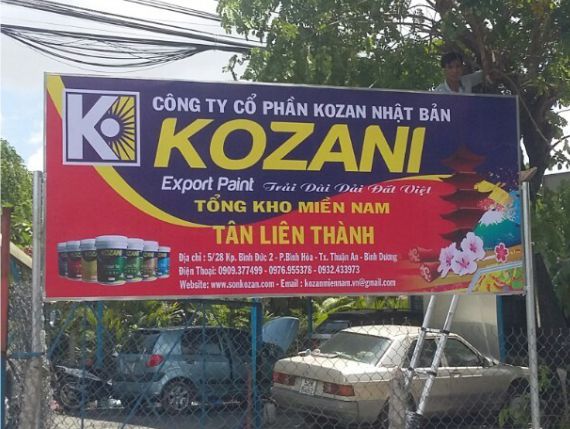 K
CÔNG TY CỔ PHẦN KOZAN NHẬT BẢN
KOZANI
Export Paint Trải Dài Dải Đất Việt
TỔNG KHO MIỀN NAM
TÂN LIÊN THÀNH
Địa chỉ : 5/28 Kp. Bình Đức 2 - P.Bình Hòa - Tx. Thuận An - Bình Dương
Điện Thoại: 0909.377499 - 0976.955378 - 0932.433973
Website: www.sonkozan.com - Email : kozanmiennam.vn@gmail.com